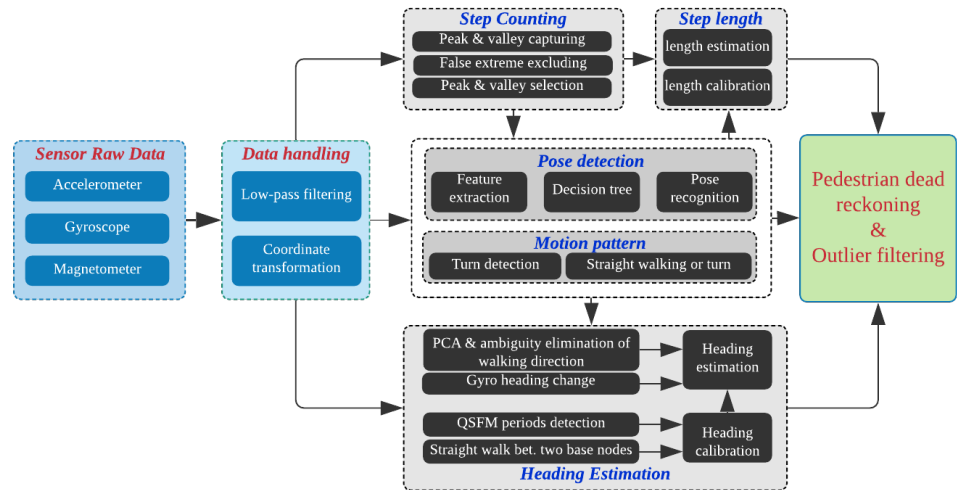 Sensor Raw Data
Accelerometer
Gyroscope
Magnetometer
Data handling
Low-pass filtering
Coordinate
transformation
Step Counting
Peak & valley capturing
False extreme excluding
Peak & valley selection
Step length
length estimation
length calibration
Pose detection
Feature
extraction
Decision tree
Pose
recognition
Motion pattern
Turn detection
Straight walking or turn
PCA & ambiguity elimination of
walking direction
Gyro heading change
Heading
estimation
QSFM periods detection
Straight walk bet. two base nodes
Heading
calibration
Heading Estimation
Pedestrian dead
reckoning
&
Outlier filtering